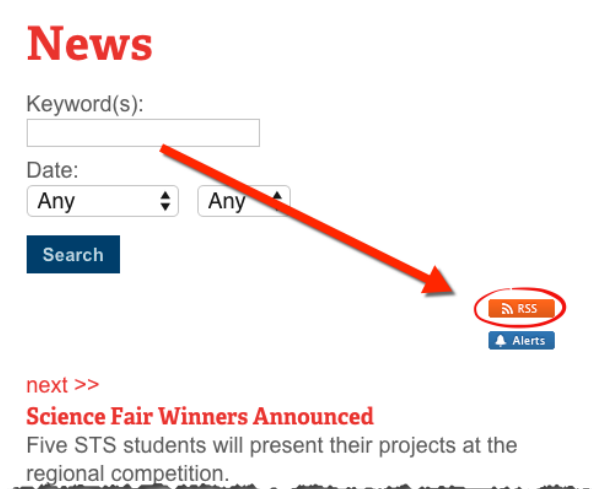 News
Keyword(s):
Date:
Any Any
Search
RSS
Alerts
next >>
Science Fair Winners Announced
Five STS students will present their projects at the
regional competition.